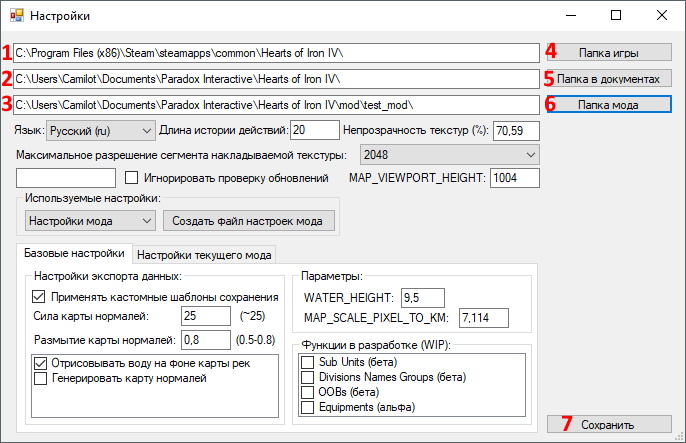 Настройки
1 C:\Program Files (x86)\Steam\steamapps\common\Hearts of Iron IV\ 4 Папка игры
2 C:\Users\Camilot\Documents\Paradox Interactive\Hearts of Iron IV\ 5 Папка в документах
3 C:\Users\Camilot\Documents\Paradox Interactive\Hearts of Iron IV\mod\test_mod\ 6 Папка мода
Язык: Русский (ru) Длина истории действий: 20 Непрозрачность текстур (%): 70,59
Максимальное разрешение сегмента накладываемой текстуры: 2048
Игнорировать проверку обновлений MAP_VIEWPORT_HEIGHT: 1004
Используемые настройки:
Настройки мода Создать файл настроек мода
Базовые настройки Настройки текущего мода
Настройки экспорта данных:
Применять кастомные шаблоны сохранения
Сила карты нормалей: 25 (~25)
Размытие карты нормалей: 0,8 (0.5-0.8)
Отрисовывать воду на фоне карты рек
Генерировать карту нормалей
Параметры:
WATER_HEIGHT: 9,5
MAP_SCALE_PIXEL_TO_KM: 7,114
Функции в разработке (WIP):
Sub Units (бета)
Divisions Names Groups (бета)
OOBs (бета)
Equipments (альфа)
7 Сохранить